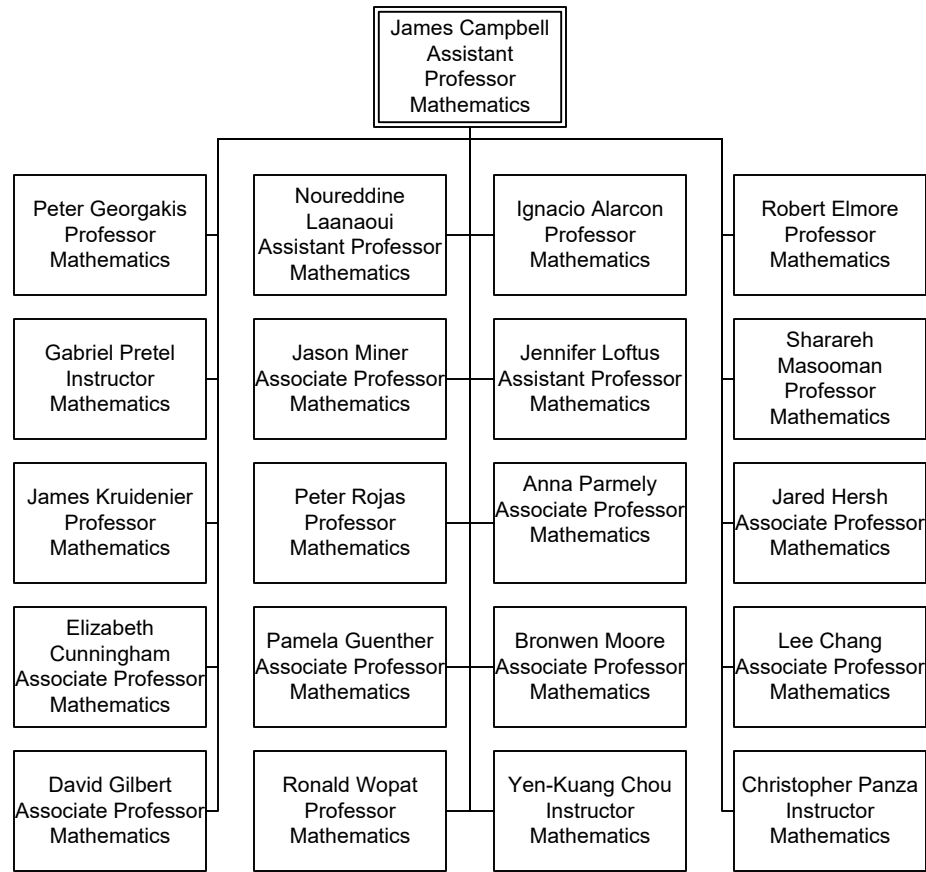 James Campbell
Assistant
Professor
Mathematics
Peter Georgakis
Professor
Mathematics
Noureddine
Laanaoui
Assistant Professor
Mathematics
Ignacio Alarcon
Professor
Mathematics
Robert Elmore
Professor
Mathematics
Gabriel Pretel
Instructor
Mathematics
Jason Miner
Associate Professor
Mathematics
Jennifer Loftus
Assistant Professor
Mathematics
Sharareh
Masooman
Professor
Mathematics
James Kruidenier
Professor
Mathematics
Peter Rojas
Professor
Mathematics
Anna Parmely
Associate Professor
Mathematics
Jared Hersh
Associate Professor
Mathematics
Elizabeth
Cunningham
Associate Professor
Mathematics
Pamela Guenther
Associate Professor
Mathematics
Bronwen Moore
Associate Professor
Mathematics
Lee Chang
Associate Professor
Mathematics
David Gilbert
Associate Professor
Mathematics
Ronald Wopat
Professor
Mathematics
Yen-Kuang Chou
Instructor
Mathematics
Christopher Panza
Instructor
Mathematics